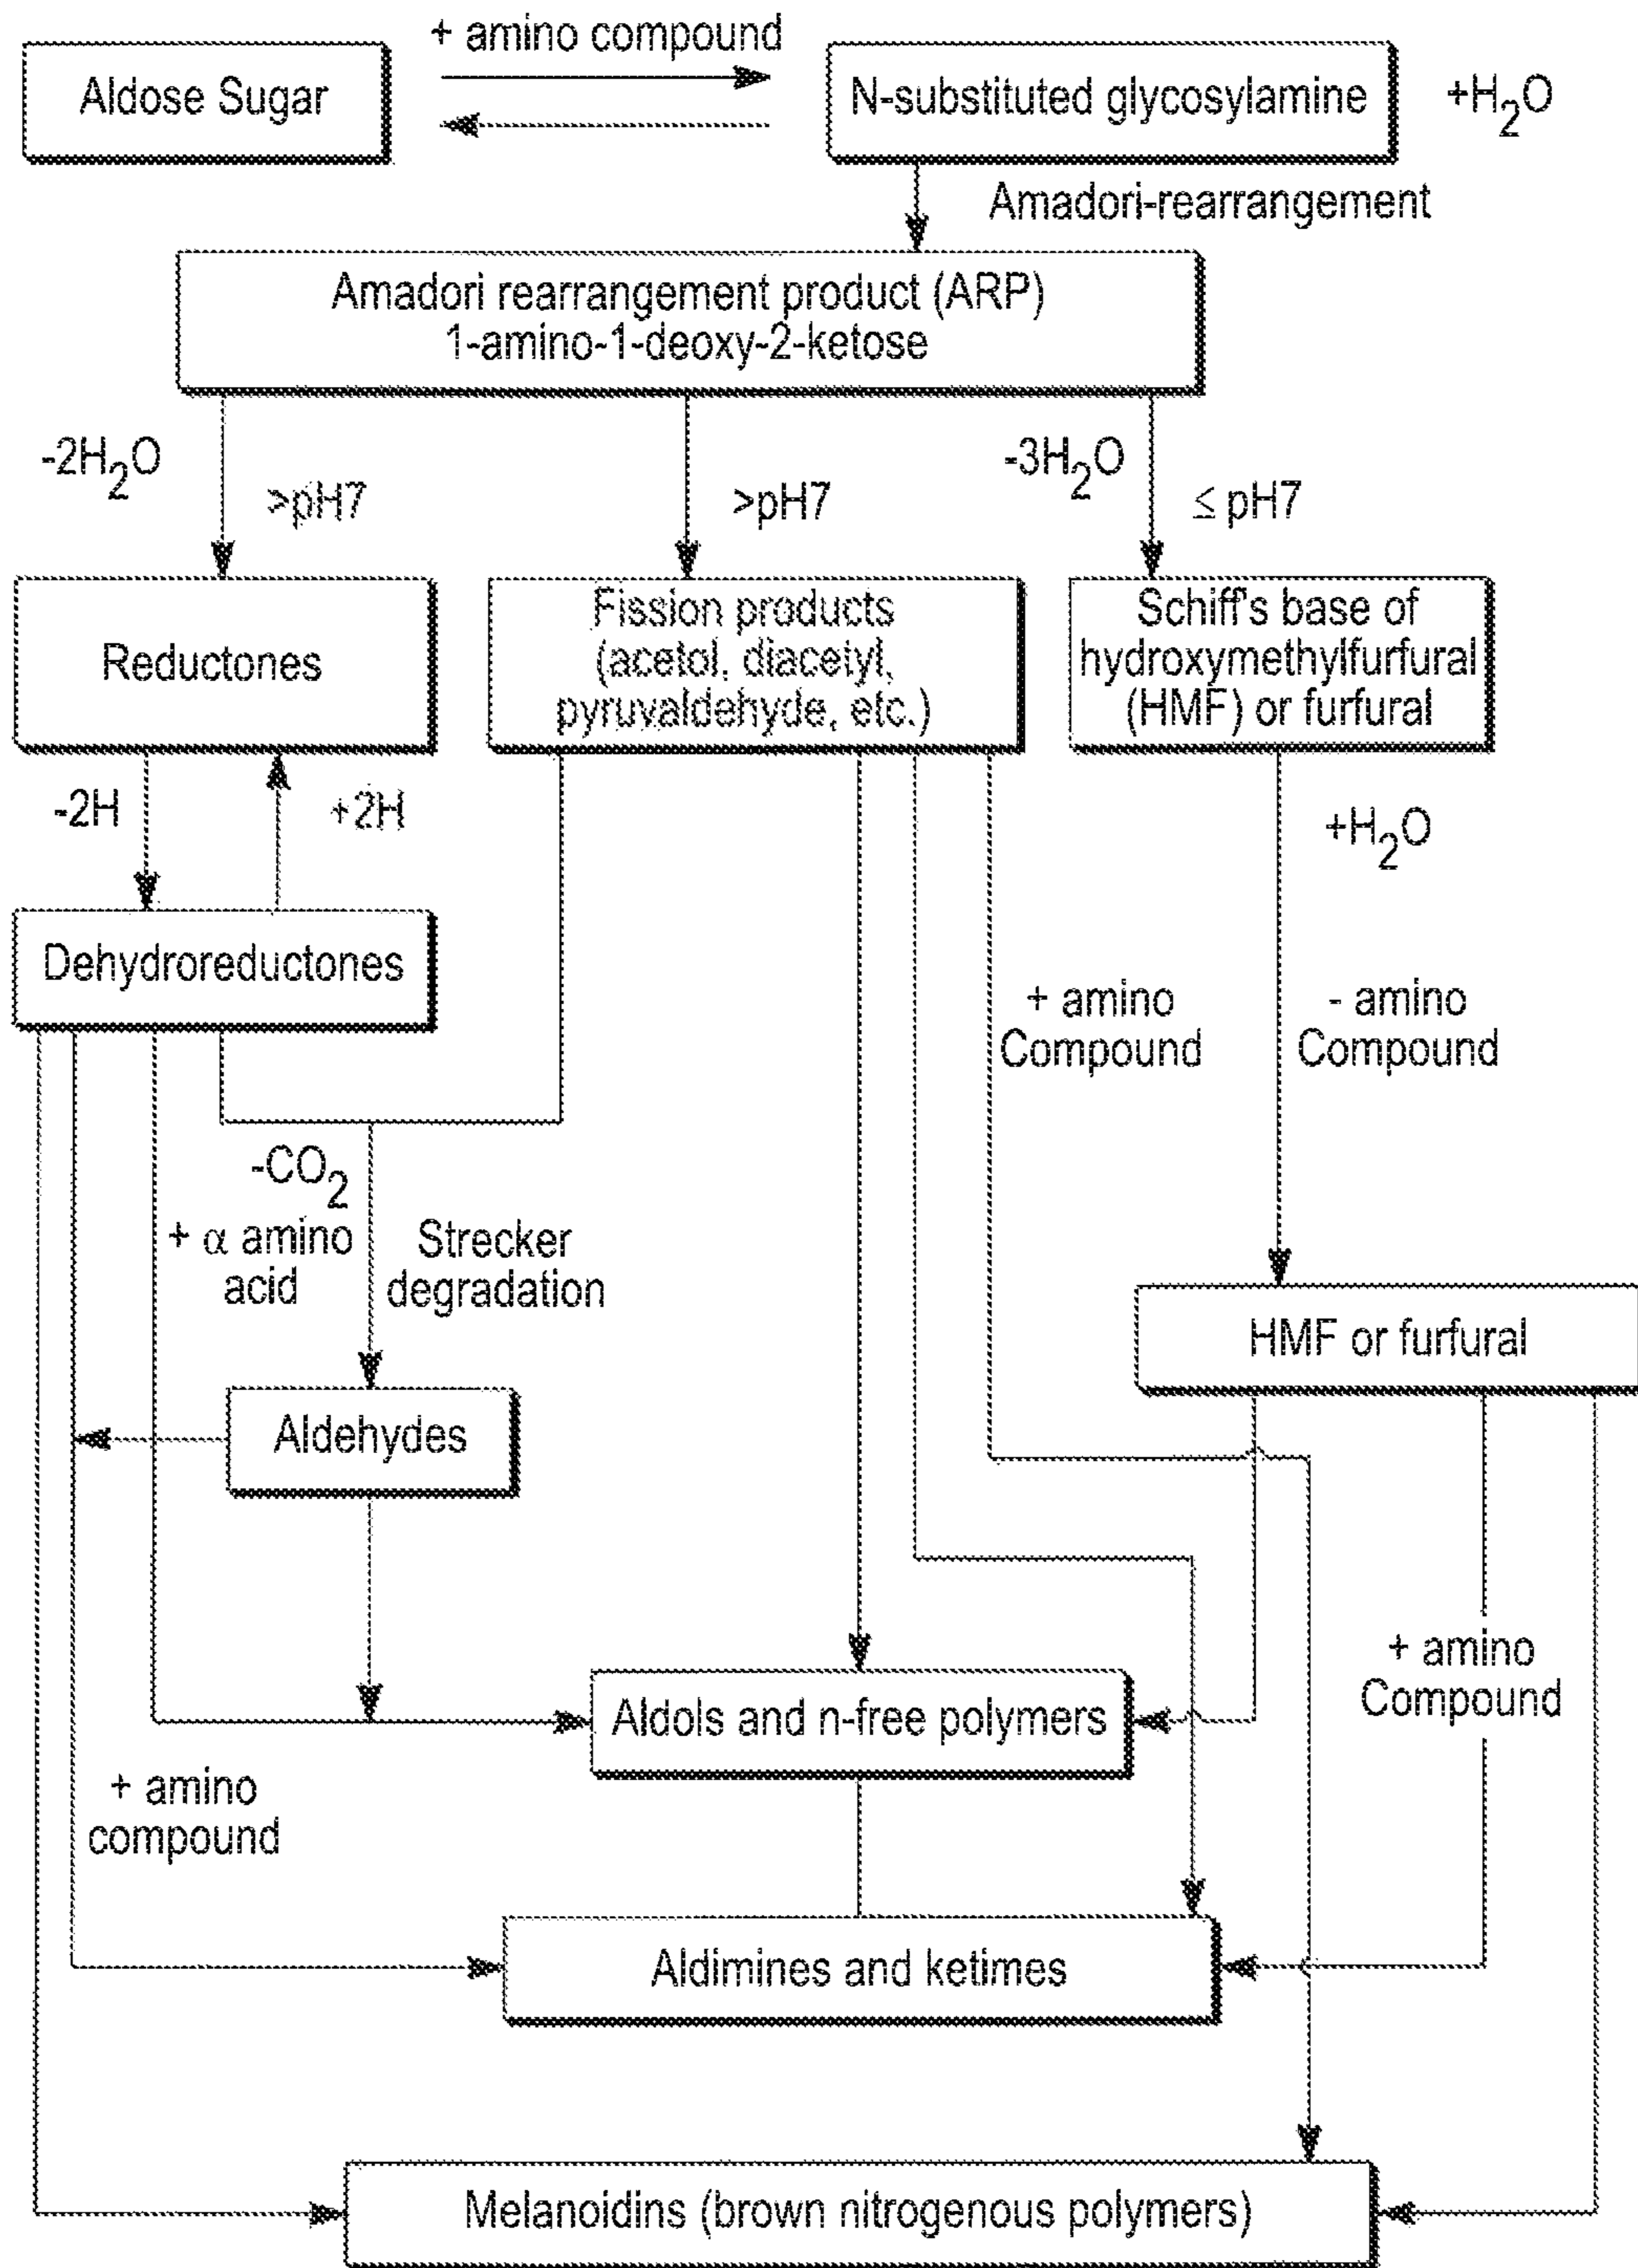 + amino compound
Aldose Sugar
N-substituted glycosylamine
+H₂O
Amadori-rearrangement
Amadori rearrangement product (ARP)
1-amino-1-deoxy-2-ketose
-2H₂O
>pH7
>pH7
-3H₂O
≤ pH7
Reductones
Fission products
(acetol, diacetyl,
pyruvaldehyde, etc.)
Schiff's base of
hydroxymethylfurfural
(HMF) or furfural
-2H
+2H
+H₂O
Dehydroreductones
+ amino
Compound
- amino
Compound
-CO₂
+ α amino
acid
Strecker
degradation
HMF or furfural
Aldehydes
+ amino
Compound
Aldols and n-free polymers
+ amino
compound
Aldimines and ketimes
Melanoidins (brown nitrogenous polymers)